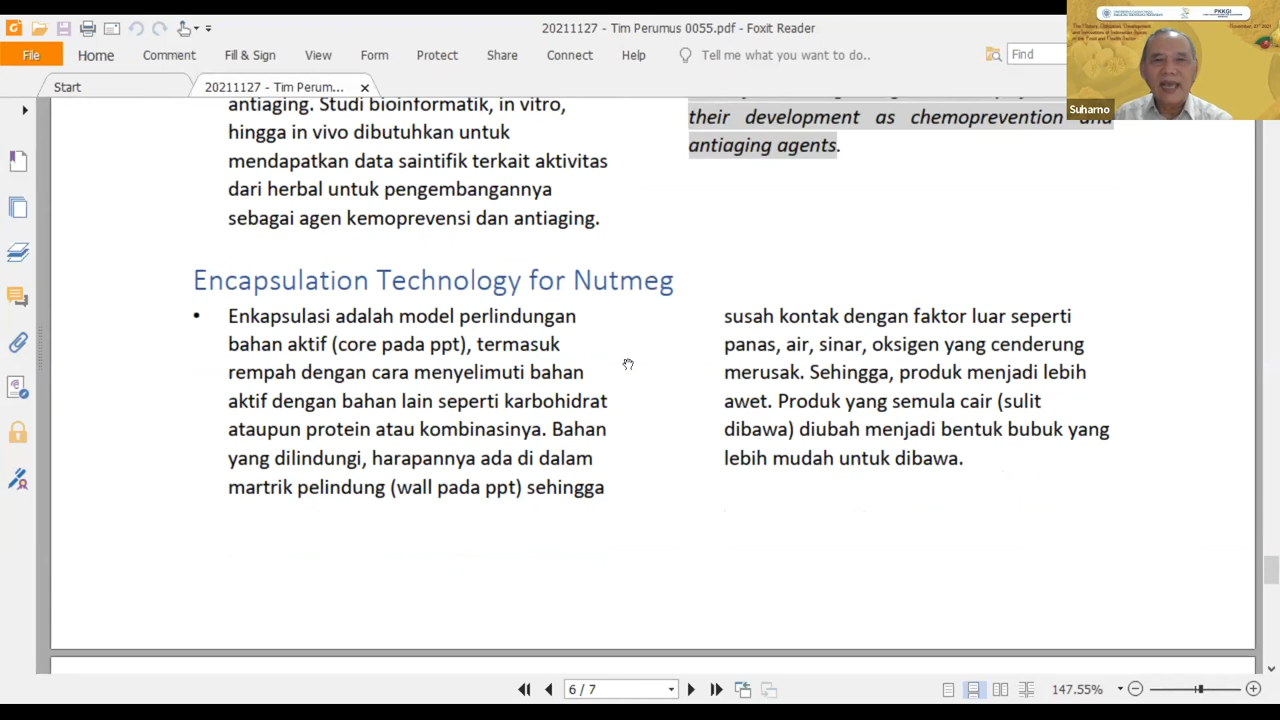 20211127 - Tim Perumus 0055.pdf - Foxit Reader
File Home Comment Fill & Sign View Form Protect Share Connect Help Tell me what you want to do.. Find
Start 20211127 - Tim Perum...
antiaging. Studi bioinformatik, in vitro,
hingga in vivo dibutuhkan untuk
mendapatkan data saintifik terkait aktivitas
dari herbal untuk pengembangannya
sebagai agen kemoprevensi dan antiaging.
their development as chemoprevention and
antiaging agents.
Encapsulation Technology for Nutmeg
• Enkapsulasi adalah model perlindungan
bahan aktif (core pada ppt), termasuk
rempah dengan cara menyelimuti bahan
aktif dengan bahan lain seperti karbohidrat
ataupun protein atau kombinasinya. Bahan
yang dilindungi, harapannya ada di dalam
martrik pelindung (wall pada ppt) sehingga
susah kontak dengan faktor luar seperti
panas, air, sinar, oksigen yang cenderung
merusak. Sehingga, produk menjadi lebih
awet. Produk yang semula cair (sulit
dibawa) diubah menjadi bentuk bubuk yang
lebih mudah untuk dibawa.
PKKGI
Suharno
6 / 7
147.55%